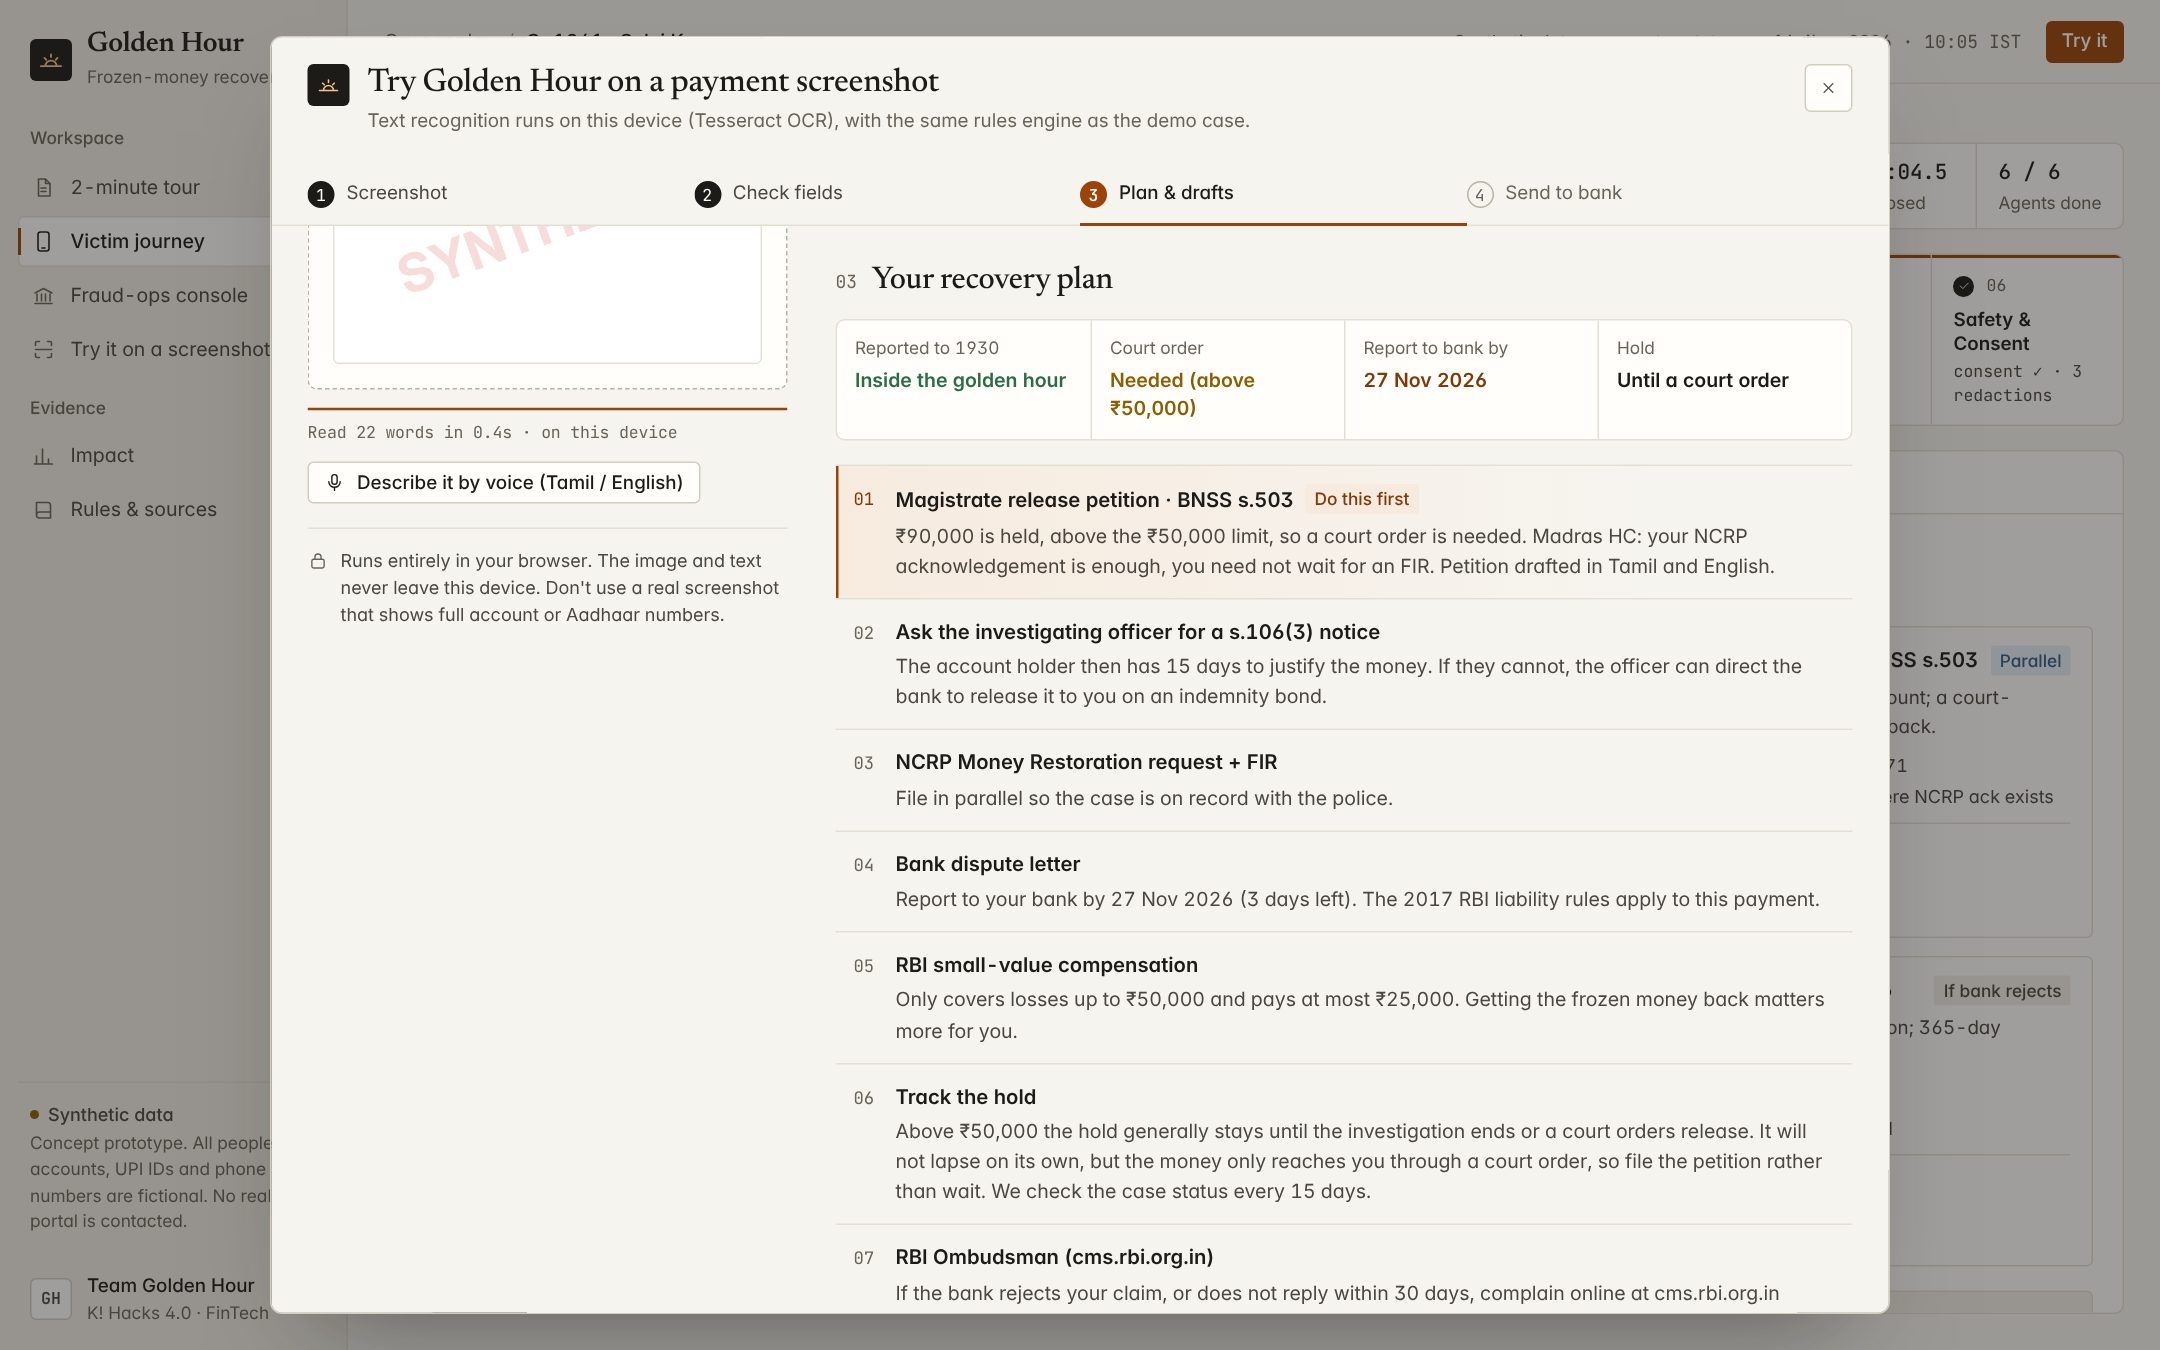 Golden Hour
Frozen-money recove
Workspace
2-minute tour
Victim journey
Fraud-ops console
Try it on a screenshot
Evidence
Impact
Rules & sources
Synthetic data
Concept prototype. All people
accounts, UPI IDs and phone
numbers are fictional. No real
portal is contacted.
GH
Team Golden Hour
K! Hacks 4.0 · FinTech
Try Golden Hour on a payment screenshot
Text recognition runs on this device (Tesseract OCR), with the same rules engine as the demo case.
1 Screenshot
2 Check fields
3 Plan & drafts
4 Send to bank
SYNTHE
Read 22 words in 0.4s · on this device
Describe it by voice (Tamil / English)
Runs entirely in your browser. The image and text
never leave this device. Don't use a real screenshot
that shows full account or Aadhaar numbers.
03 Your recovery plan
Reported to 1930
Inside the golden hour
Court order
Needed (above
₹50,000)
Report to bank by
27 Nov 2026
Hold
Until a court order
01 Magistrate release petition · BNSS s.503 Do this first
₹90,000 is held, above the ₹50,000 limit, so a court order is needed. Madras HC: your NCRP
acknowledgement is enough, you need not wait for an FIR. Petition drafted in Tamil and English.
02 Ask the investigating officer for a s.106(3) notice
The account holder then has 15 days to justify the money. If they cannot, the officer can direct the
bank to release it to you on an indemnity bond.
03 NCRP Money Restoration request + FIR
File in parallel so the case is on record with the police.
04 Bank dispute letter
Report to your bank by 27 Nov 2026 (3 days left). The 2017 RBI liability rules apply to this payment.
05 RBI small-value compensation
Only covers losses up to ₹50,000 and pays at most ₹25,000. Getting the frozen money back matters
more for you.
06 Track the hold
Above ₹50,000 the hold generally stays until the investigation ends or a court orders release. It will
not lapse on its own, but the money only reaches you through a court order, so file the petition rather
than wait. We check the case status every 15 days.
07 RBI Ombudsman (cms.rbi.org.in)
If the bank rejects your claim, or does not reply within 30 days, complain online at cms.rbi.org.in
· 10:05 IST
Try it
:04.5
osed
6 / 6
Agents done
06
Safety &
Consent
consent ✓ · 3
redactions
SS s.503 Parallel
ount; a court-
back.
71
ere NCRP ack exists
If bank rejects
on; 365-day